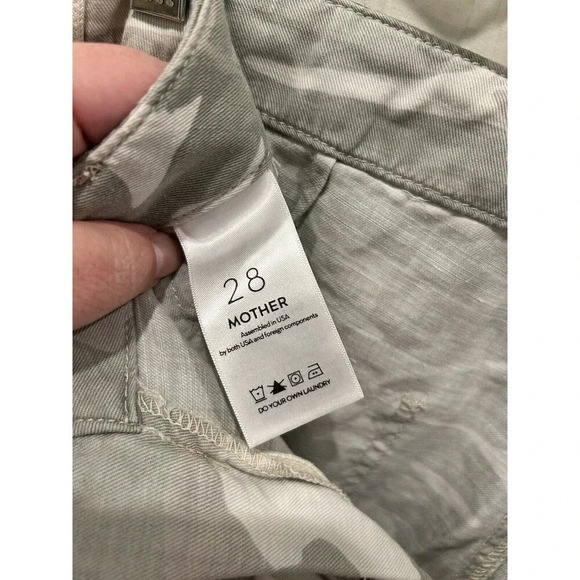 28
MOTHER
Assembled in USA
by both USA and foreign components
DO YOUR OWN LAUNDRY